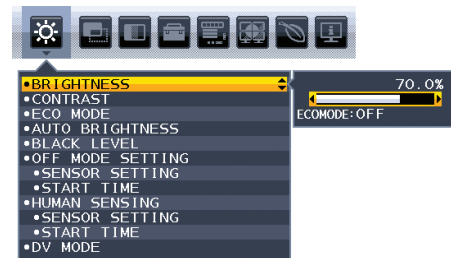 •BRIGHTNESS
•CONTRAST
•ECO MODE
•AUTO BRIGHTNESS
•BLACK LEVEL
•OFF MODE SETTING
•SENSOR SETTING
•START TIME
•HUMAN SENSING
•SENSOR SETTING
•START TIME
•DV MODE
70.0%
ECOMODE:OFF